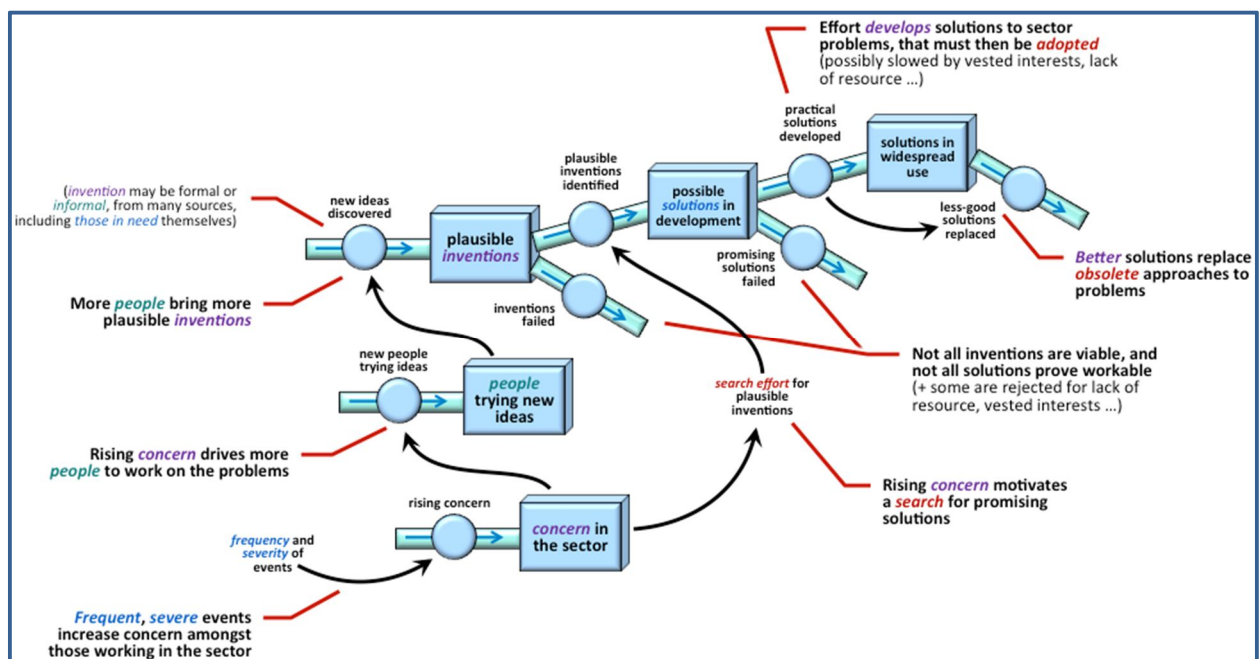 Effort develops solutions to sector
problems, that must then be adopted
(possibly slowed by vested interests, lack
of resource ...)
practical
solutions
developed
solutions in
widespread
use
plausible
inventions
identified
possible
solutions in
development
(invention may be formal or
informal, from many sources,
including those in need themselves)
new ideas
discovered
plausible
inventions
less-good
solutions
replaced
promising
solutions
failed
Better solutions replace
obsolete approaches to
problems
More people bring more
plausible inventions
inventions
failed
new people
trying ideas
people
trying new
ideas
search effort for
plausible
inventions
Not all inventions are viable, and
not all solutions prove workable
(+ some are rejected for lack of
resource, vested interests ...)
Rising concern drives more
people to work on the problems
rising concern
concern in
the sector
Rising concern motivates
a search for promising
solutions
frequency and
severity of
events
Frequent, severe events
increase concern amongst
those working in the sector